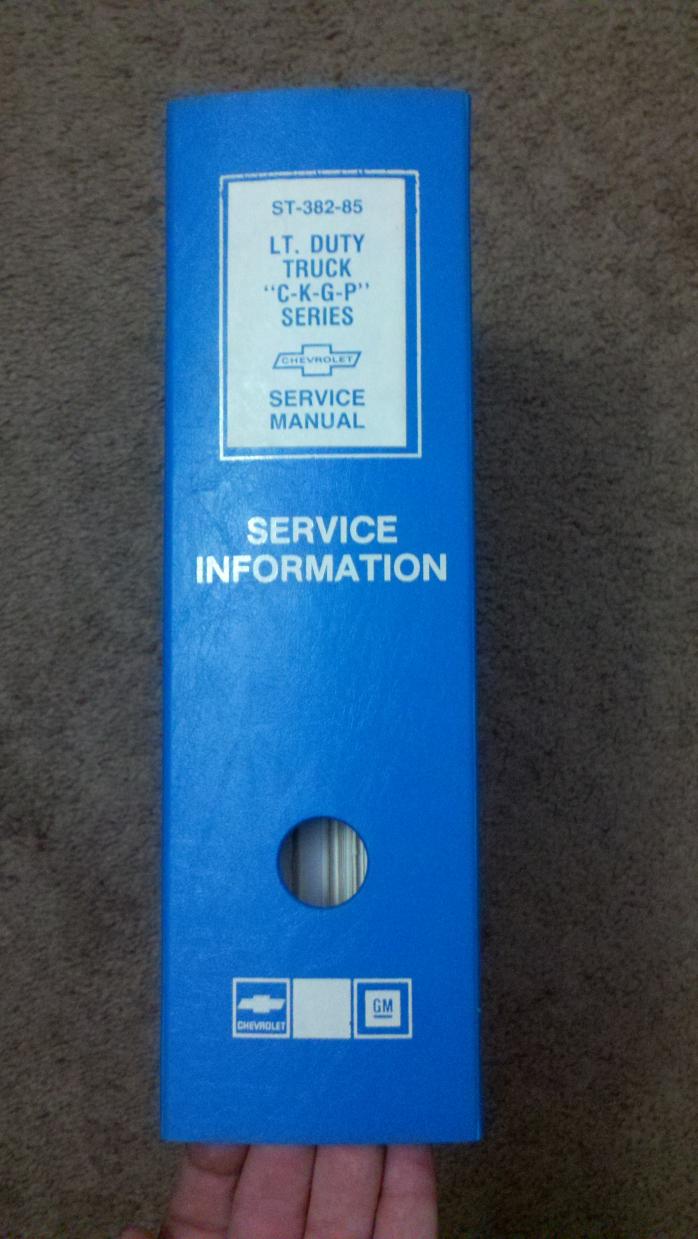 ST-382-85
LT. DUTY
TRUCK
"C-K-G-P"
SERIES
CHEVROLET
SERVICE
MANUAL
SERVICE
INFORMATION
CHEVROLET
GM